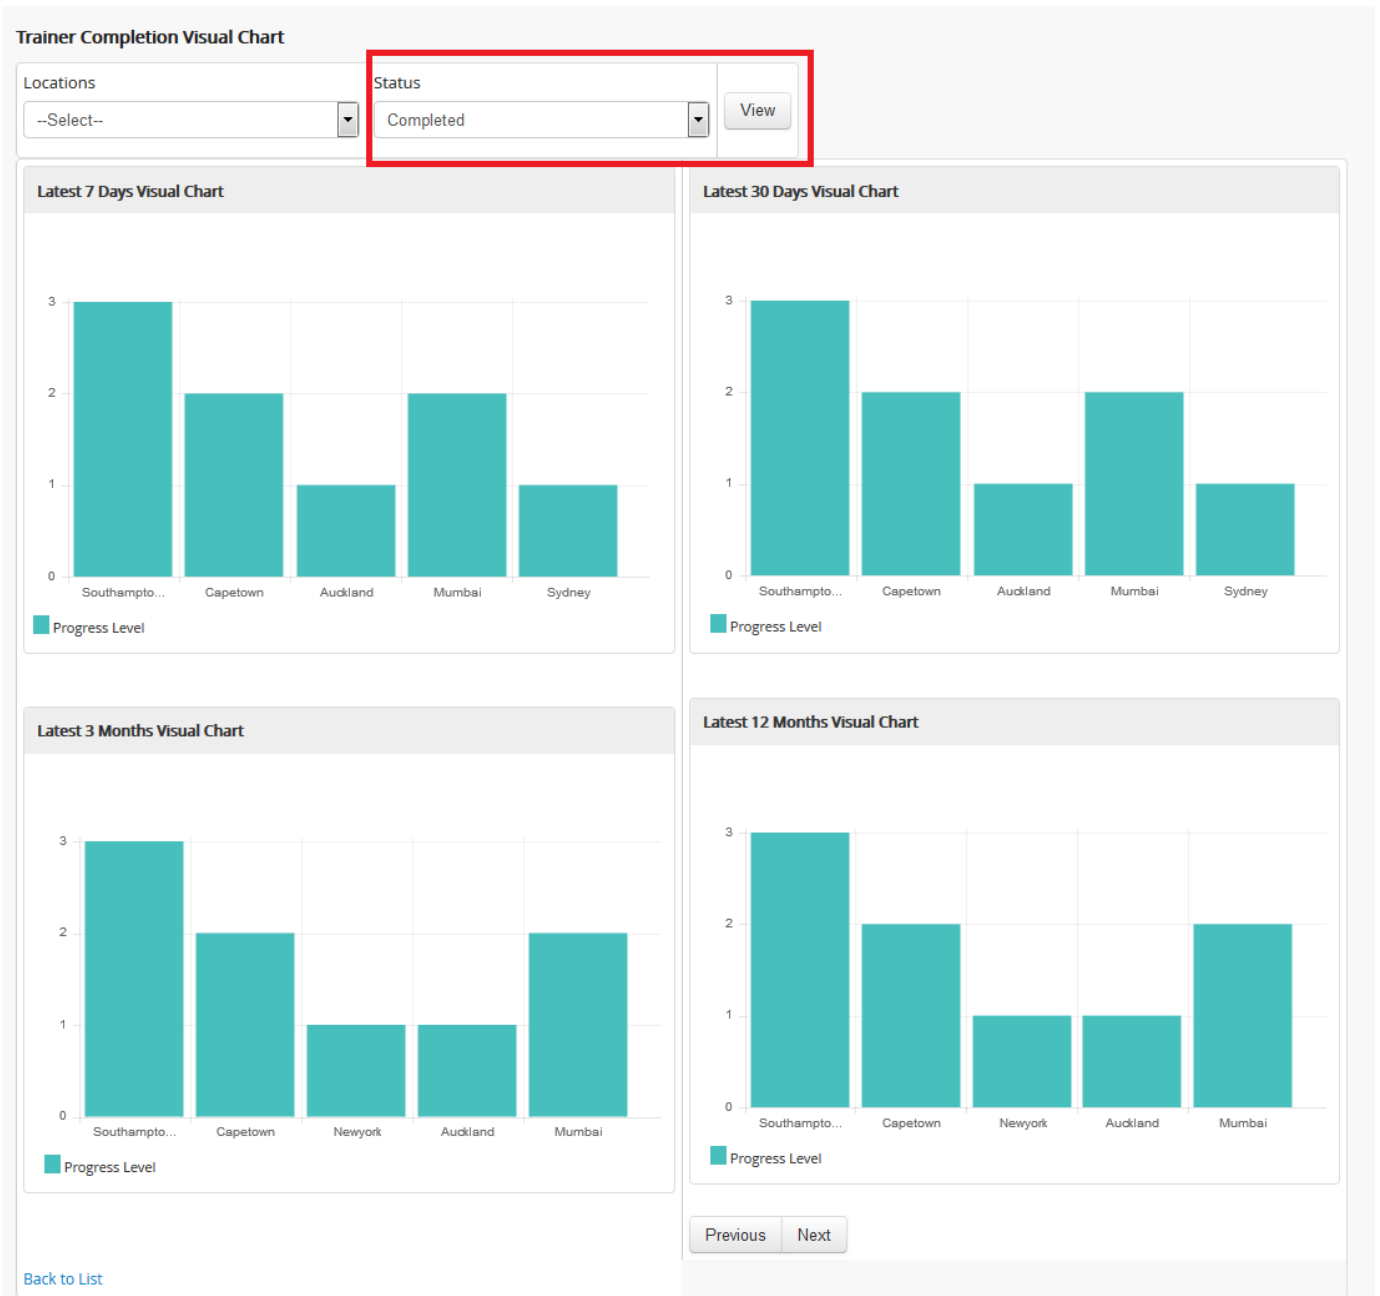 Trainer Completion Visual Chart
Locations
Status
--Select--
Completed
View
Latest 7 Days Visual Chart
3
2
1
0
Southampto...
Capetown
Auckland
Mumbai
Sydney
Progress Level
Latest 30 Days Visual Chart
3
2
1
0
Southampto...
Capetown
Auckland
Mumbai
Sydney
Progress Level
Latest 3 Months Visual Chart
3
2
1
0
Southampto...
Capetown
Newyork
Auckland
Mumbai
Progress Level
Latest 12 Months Visual Chart
3
2
1
0
Southampto...
Capetown
Newyork
Auckland
Mumbai
Progress Level
Previous
Next
Back to List